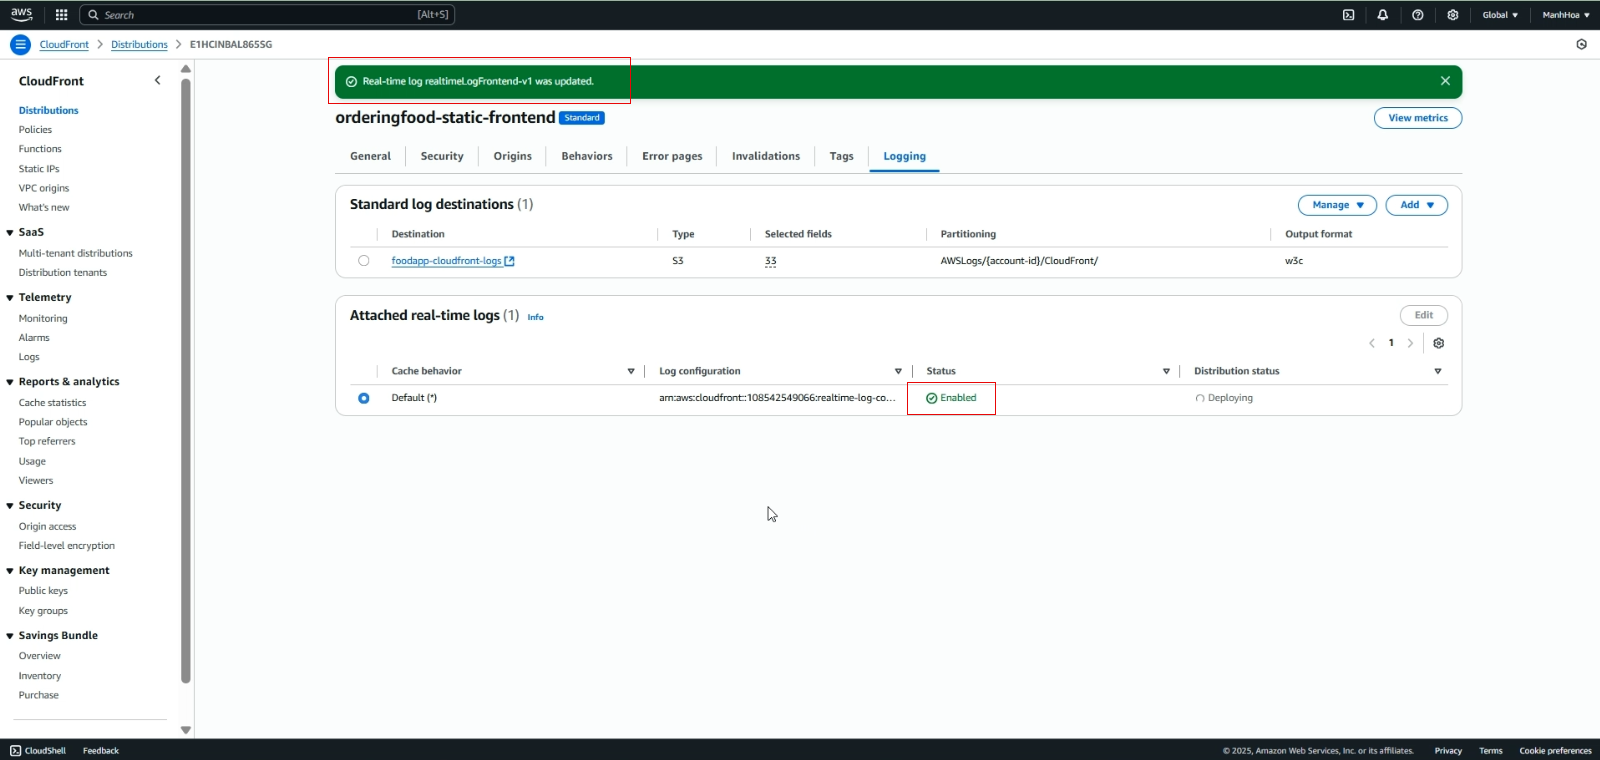 aws
Search [Alt+S]
Global ▼ ManhHoa ▼
CloudFront > Distributions > E1HCINBAL865SG
CloudFront
Distributions
Policies
Functions
Static IPs
VPC origins
What's new
SaaS
Multi-tenant distributions
Distribution tenants
Telemetry
Monitoring
Alarms
Logs
Reports & analytics
Cache statistics
Popular objects
Top referrers
Usage
Viewers
Security
Origin access
Field-level encryption
Key management
Public keys
Key groups
Savings Bundle
Overview
Inventory
Purchase
Real-time log realtimeLogFrontend-v1 was updated.
orderingfood-static-frontend Standard
View metrics
General Security Origins Behaviors Error pages Invalidations Tags Logging
Standard log destinations (1)
Manage ▼ Add ▼
Destination Type Selected fields Partitioning Output format
foodapp-cloudfront-logs S3 33 AWSLogs/{account-id}/CloudFront/ w3c
Attached real-time logs (1) Info
Edit
< 1 >
Cache behavior Log configuration Status Distribution status
Default (*) arn:aws:cloudfront::108542549066:realtime-log-co... Enabled Deploying
CloudShell Feedback
© 2025, Amazon Web Services, Inc. or its affiliates. Privacy Terms Cookie preferences